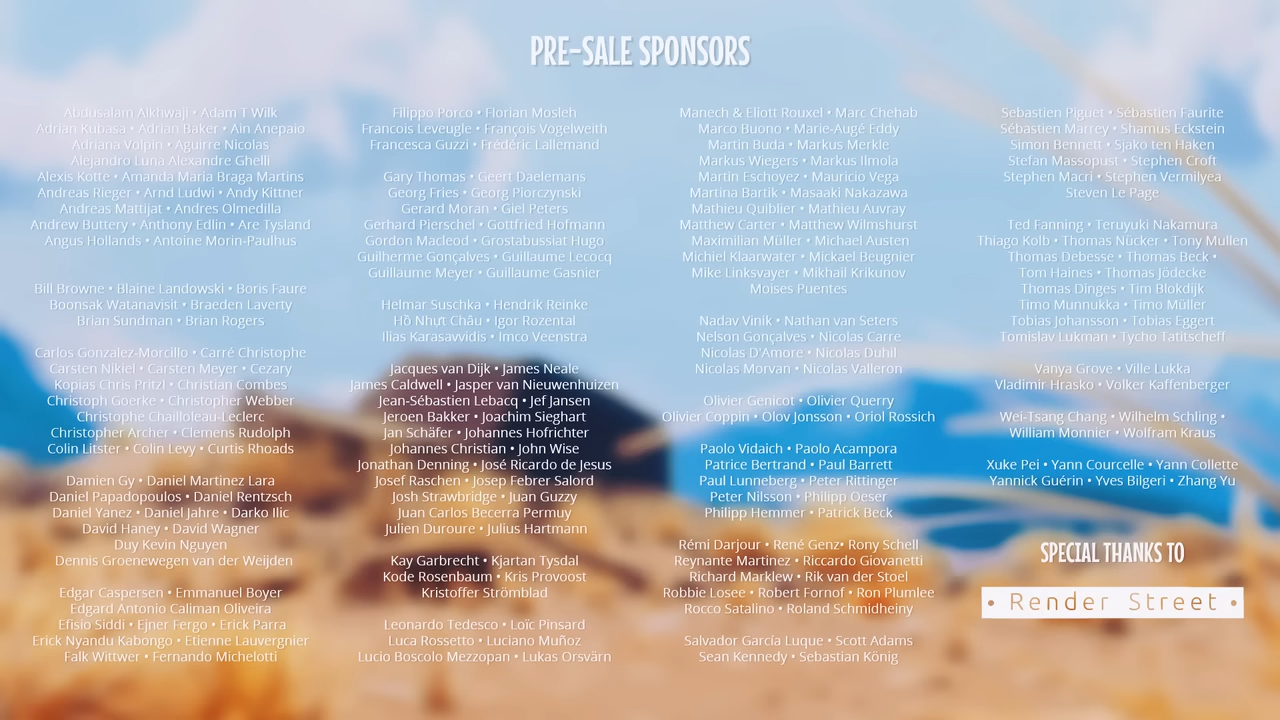 PRE-SALE SPONSORS
Abdusalam Alkhwaji • Adam T Wilk
Adrian Kubasa • Adrian Baker • Ain Anepaio
Adriana Volpin • Aguirre Nicolas
Alejandro Luna Alexandre Ghelli
Alexis Kotte • Amanda Maria Braga Martins
Andreas Rieger • Arnd Ludwi • Andy Kittner
Andreas Mattijat • Andres Olmedilla
Andrew Buttery • Anthony Edlin • Are Tysland
Angus Hollands • Antoine Morin-Paulhus
Bill Browne • Blaine Landowski • Boris Faure
Boonsak Watanavisit • Braeden Laverty
Brian Sundman • Brian Rogers
Carlos Gonzalez-Morcillo • Carré Christophe
Carsten Nikiel • Carsten Meyer • Cezary
Kopias Chris Pritzl • Christian Combes
Christoph Goerke • Christopher Webber
Christophe Chailloleau-Leclerc
Christopher Archer • Clemens Rudolph
Colin Litster • Colin Levy • Curtis Rhoads
Damien Gy • Daniel Martinez Lara
Daniel Papadopoulos • Daniel Rentzsch
Daniel Yanez • Daniel Jahre • Darko Ilic
David Haney • David Wagner
Duy Kevin Nguyen
Dennis Groenewegen van der Weijden
Edgar Caspersen • Emmanuel Boyer
Edgard Antonio Caliman Oliveira
Efisio Siddi • Ejner Fergo • Erick Parra
Erick Nyandu Kabongo • Etienne Lauvergnier
Falk Wittwer • Fernando Michelotti
Filippo Porco • Florian Mosleh
Francois Leveugle • François Vogelweith
Francesca Guzzi • Frédéric Lallemand
Gary Thomas • Geert Daelemans
Georg Fries • Georg Piorczynski
Gerard Moran • Giel Peters
Gerhard Pierschel • Gottfried Hofmann
Gordon Macleod • Grostabussiat Hugo
Guilherme Gonçalves • Guillaume Lecocq
Guillaume Meyer • Guillaume Gasnier
Helmar Suschka • Hendrik Reinke
Hồ Nhựt Châu • Igor Rozental
Ilias Karasavvidis • Imco Veenstra
Jacques van Dijk • James Neale
James Caldwell • Jasper van Nieuwenhuizen
Jean-Sébastien Lebacq • Jef Jansen
Jeroen Bakker • Joachim Sieghart
Jan Schäfer • Johannes Hofrichter
Johannes Christian • John Wise
Jonathan Denning • José Ricardo de Jesus
Josef Raschen • Josep Febrer Salord
Josh Strawbridge • Juan Guzzy
Juan Carlos Becerra Permuy
Julien Duroure • Julius Hartmann
Kay Garbrecht • Kjartan Tysdal
Kode Rosenbaum • Kris Provoost
Kristoffer Strömblad
Leonardo Tedesco • Loïc Pinsard
Luca Rossetto • Luciano Muñoz
Lucio Boscolo Mezzopan • Lukas Orsvärn
Manech & Eliott Rouxel • Marc Chehab
Marco Buono • Marie-Augé Eddy
Martin Buda • Markus Merkle
Markus Wiegers • Markus Ilmola
Martin Eschoyez • Mauricio Vega
Martina Bartik • Masaaki Nakazawa
Mathieu Quiblier • Mathieu Auvray
Matthew Carter • Matthew Wilmshurst
Maximilian Müller • Michael Austen
Michiel Klaarwater • Mickael Beugnier
Mike Linksvayer • Mikhail Krikunov
Moises Puentes
Nadav Vinik • Nathan van Seters
Nelson Gonçalves • Nicolas Carre
Nicolas D'Amore • Nicolas Duhil
Nicolas Morvan • Nicolas Valleron
Olivier Genicot • Olivier Querry
Olivier Coppin • Olov Jonsson • Oriol Rossich
Paolo Vidaich • Paolo Acampora
Patrice Bertrand • Paul Barrett
Paul Lunneberg • Peter Rittinger
Peter Nilsson • Philipp Oeser
Philipp Hemmer • Patrick Beck
Rémi Darjour • René Genz• Rony Schell
Reynante Martinez • Riccardo Giovanetti
Richard Marklew • Rik van der Stoel
Robbie Losee • Robert Fornof • Ron Plumlee
Rocco Satalino • Roland Schmidheiny
Salvador García Luque • Scott Adams
Sean Kennedy • Sebastian König
Sebastien Piguet • Sébastien Faurite
Sébastien Marrey • Shamus Eckstein
Simon Bennett • Sjako ten Haken
Stefan Massopust • Stephen Croft
Stephen Macri • Stephen Vermilyea
Steven Le Page
Ted Fanning • Teruyuki Nakamura
Thiago Kolb • Thomas Nücker • Tony Mullen
Thomas Debesse • Thomas Beck •
Tom Haines • Thomas Jödecke
Thomas Dinges • Tim Blokdijk
Timo Munnukka • Timo Müller
Tobias Johansson • Tobias Eggert
Tomislav Lukman • Tycho Tatitscheff
Vanya Grove • Ville Lukka
Vladimir Hrasko • Volker Kaffenberger
Wei-Tsang Chang • Wilhelm Schling •
William Monnier • Wolfram Kraus
Xuke Pei • Yann Courcelle • Yann Collette
Yannick Guérin • Yves Bilgeri • Zhang Yu
SPECIAL THANKS TO
• Render Street •